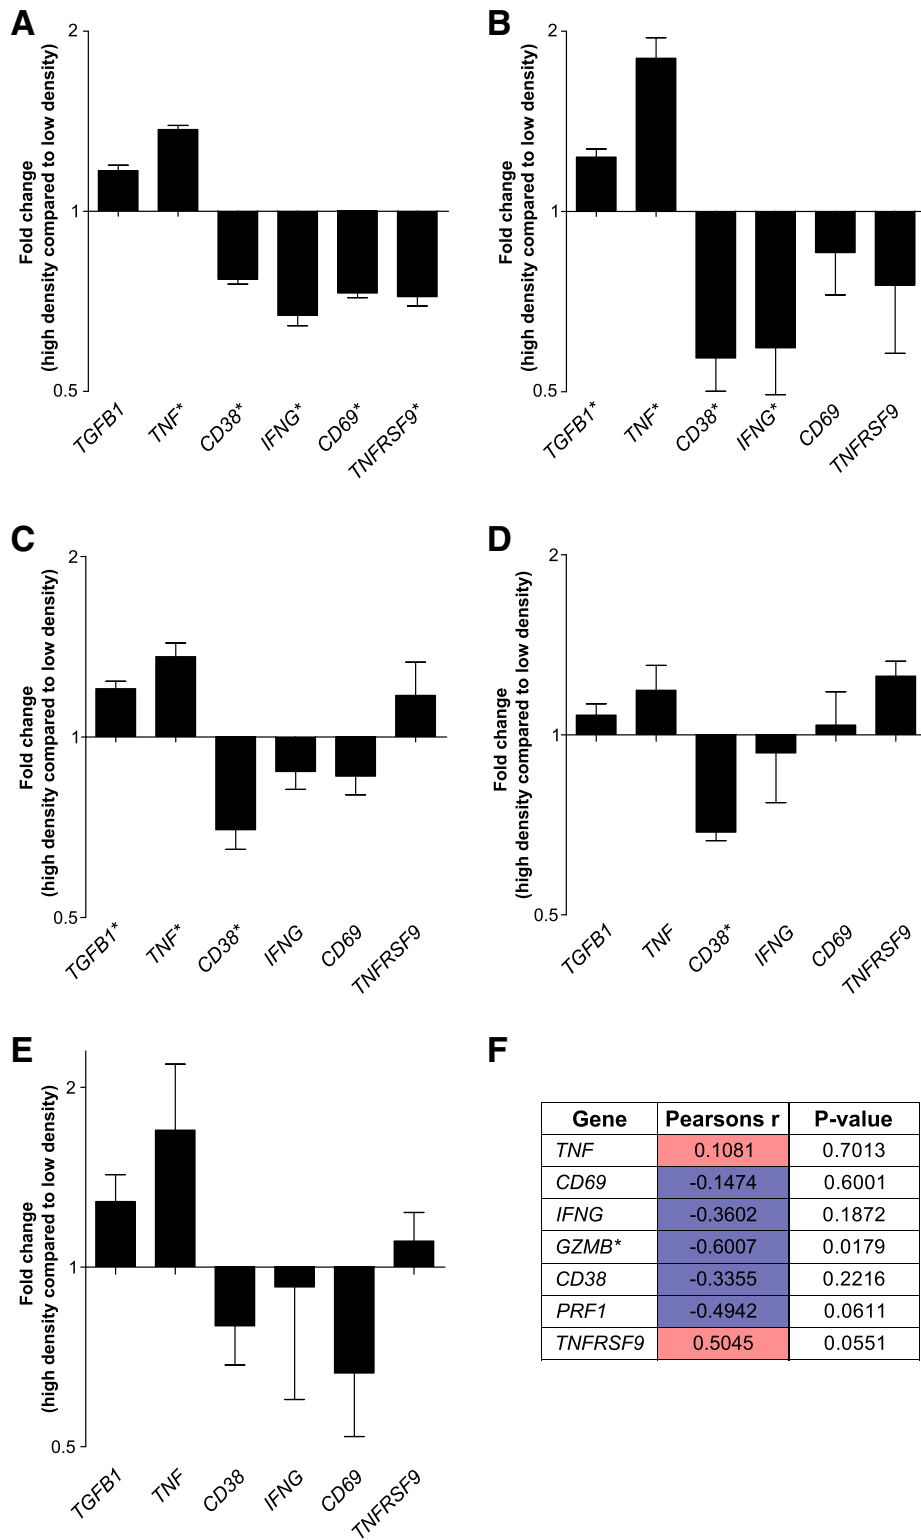 A
Fold change
(high density compared to low density)
2
1
0.5
TGFB1
TNF*
CD38*
IFNG*
CD69*
TNFRSF9*
B
Fold change
(high density compared to low density)
2
1
0.5
TGFB1*
TNF*
CD38*
IFNG*
CD69
TNFRSF9
C
Fold change
(high density compared to low density)
2
1
0.5
TGFB1*
TNF*
CD38*
IFNG
CD69
TNFRSF9
D
Fold change
(high density compared to low density)
2
1
0.5
TGFB1
TNF
CD38*
IFNG
CD69
TNFRSF9
E
Fold change
(high density compared to low density)
2
1
0.5
TGFB1
TNF
CD38
IFNG
CD69
TNFRSF9
F
Gene Pearsons r P-value
TNF 0.1081 0.7013
CD69 -0.1474 0.6001
IFNG -0.3602 0.1872
GZMB* -0.6007 0.0179
CD38 -0.3355 0.2216
PRF1 -0.4942 0.0611
TNFRSF9 0.5045 0.0551